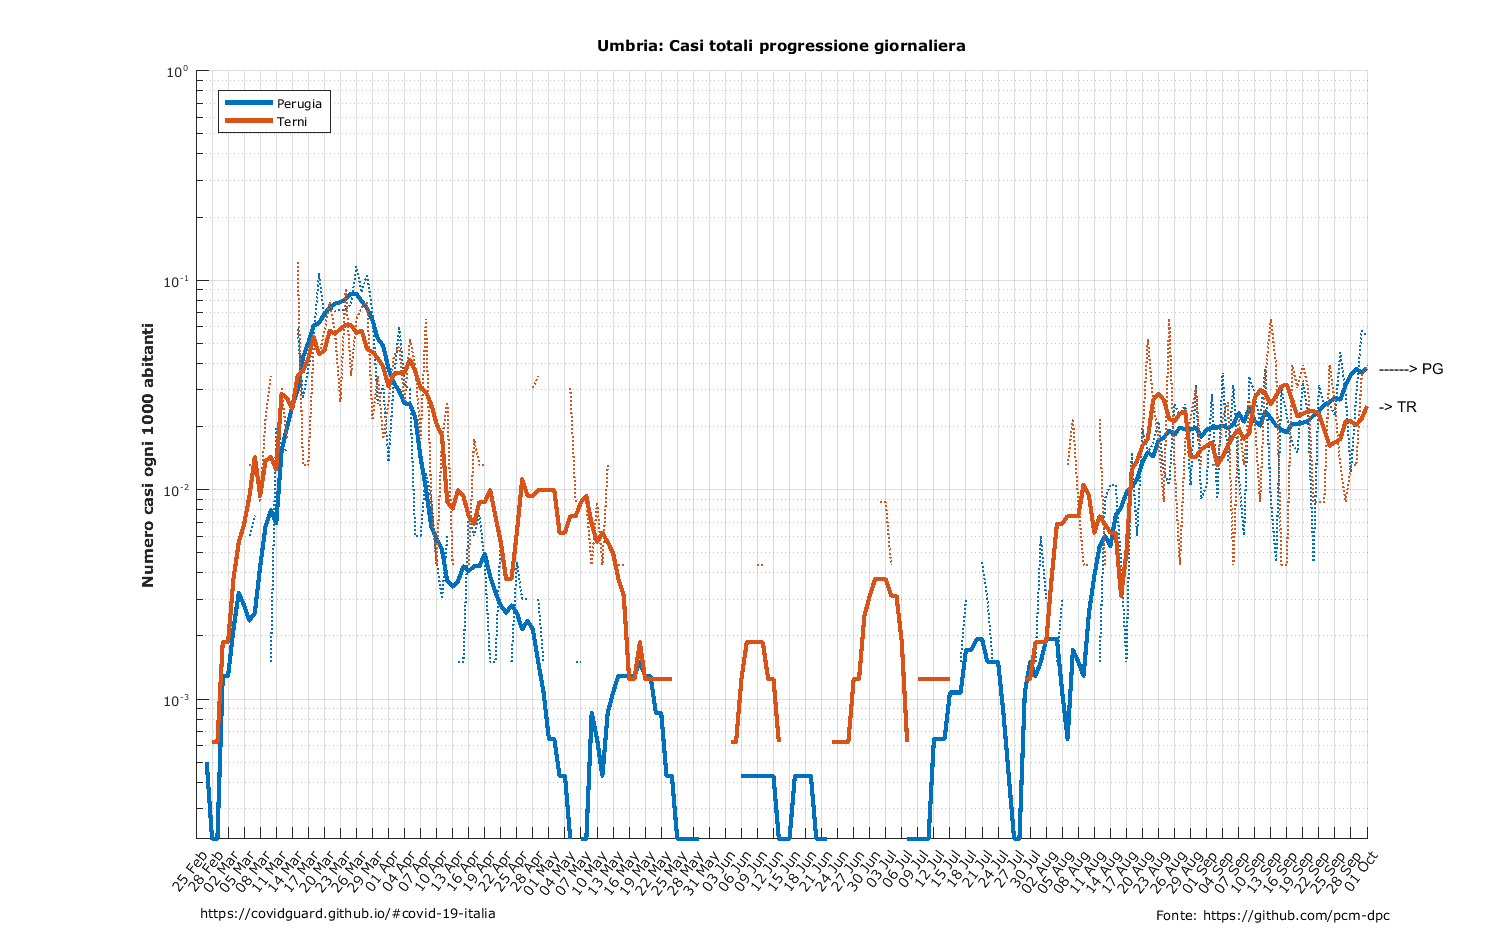 Umbria: Casi totali progressione giornaliera
10⁰
10⁻¹
10⁻²
10⁻³
Numero casi ogni 1000 abitanti
Perugia
Terni
------> PG
-> TR
25 Feb
28 Feb
02 Mar
05 Mar
08 Mar
11 Mar
14 Mar
17 Mar
20 Mar
23 Mar
26 Mar
29 Mar
01 Apr
04 Apr
07 Apr
10 Apr
13 Apr
16 Apr
19 Apr
22 Apr
25 Apr
28 Apr
01 May
04 May
07 May
10 May
13 May
16 May
19 May
22 May
25 May
28 May
31 May
03 Jun
06 Jun
09 Jun
12 Jun
15 Jun
18 Jun
21 Jun
24 Jun
27 Jun
30 Jun
03 Jul
06 Jul
09 Jul
12 Jul
15 Jul
18 Jul
21 Jul
24 Jul
27 Jul
30 Jul
02 Aug
05 Aug
08 Aug
11 Aug
14 Aug
17 Aug
20 Aug
23 Aug
26 Aug
29 Aug
01 Sep
04 Sep
07 Sep
10 Sep
13 Sep
16 Sep
19 Sep
22 Sep
25 Sep
28 Sep
01 Oct
https://covidguard.github.io/#covid-19-italia
Fonte: https://github.com/pcm-dpc